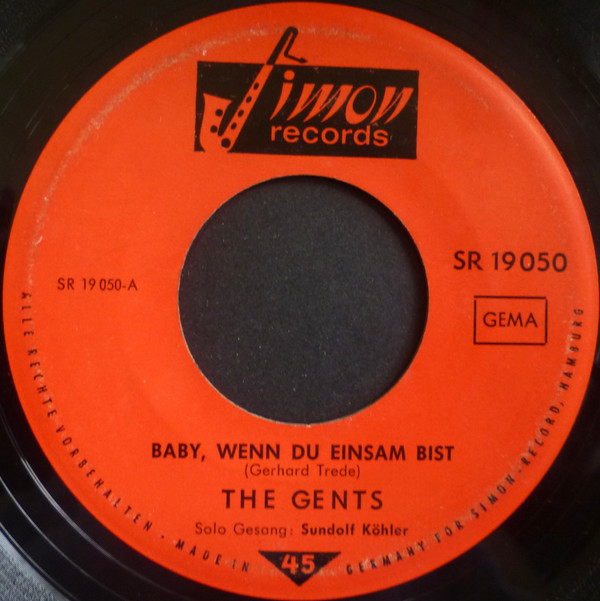 Simon
records
SR 19050
SR 19050-A
GEMA
BABY, WENN DU EINSAM BIST
(Gerhard Trede)
THE GENTS
Solo Gesang: Sundolf Köhler
45
ALLE RECHTE VORBEHALTEN. - MADE IN GERMANY FOR SIMON-RECORD, HAMBURG